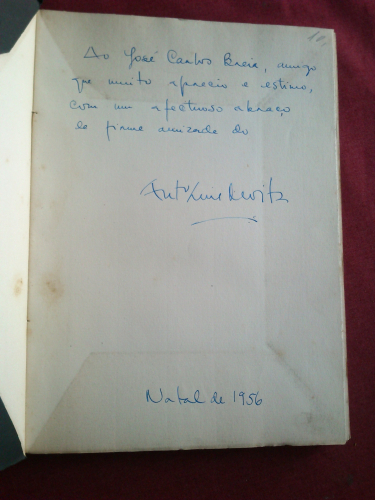 Ao José Carlos, amigo
que muito aprecio e estimo,
com um afectuoso abraço
de firme amizade do
Natal de 1956